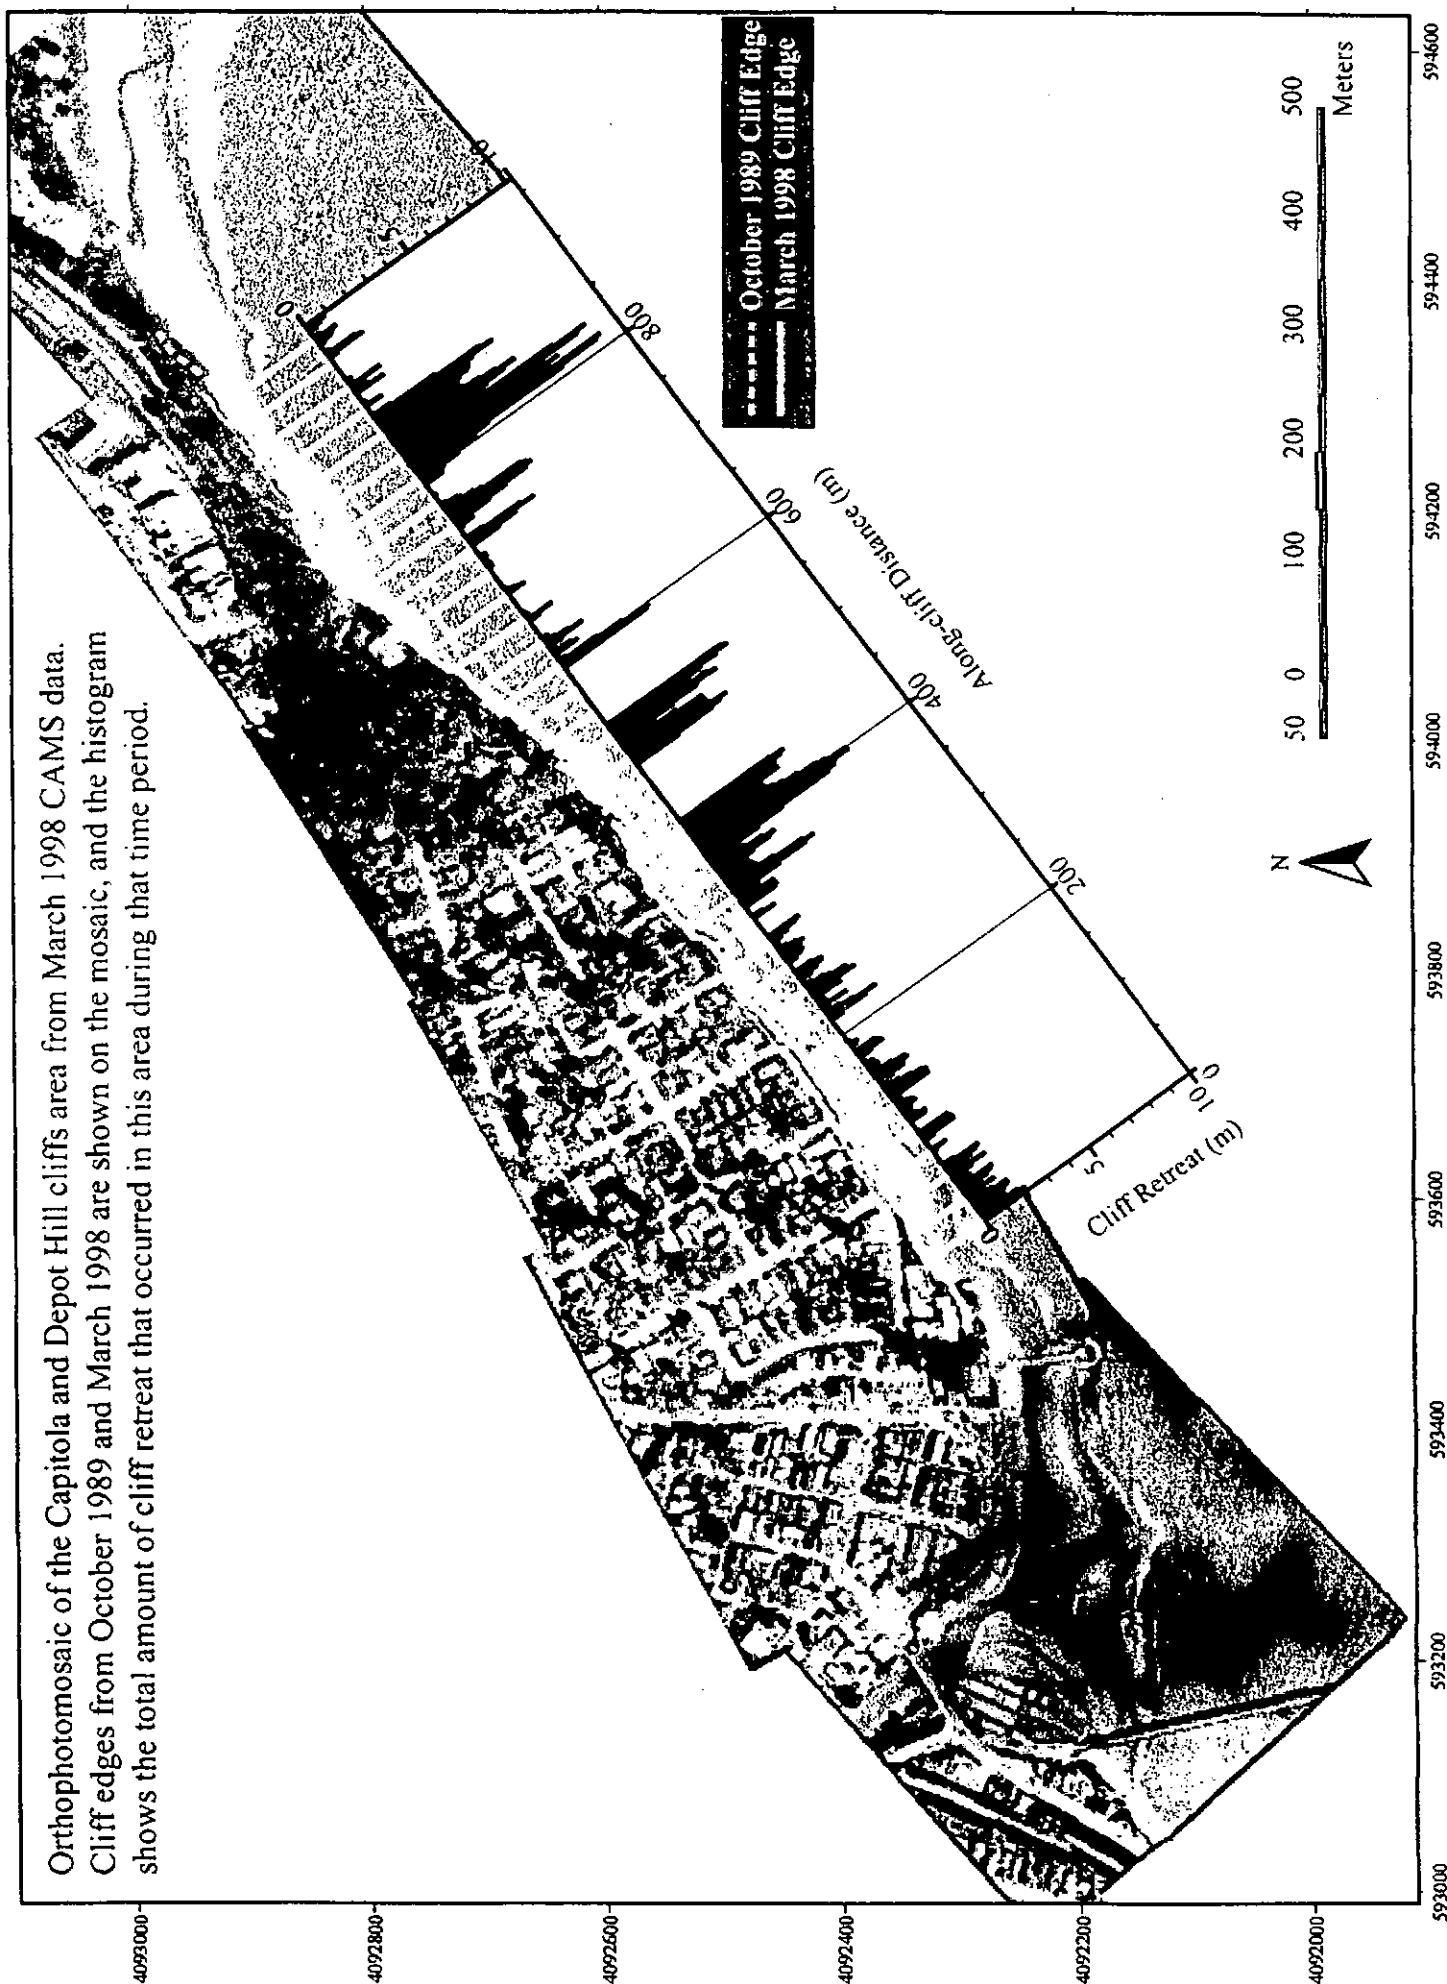 Orthophotomosaic of the Capitola and Depot Hill cliffs area from March 1998 CAMS data.
Cliff edges from October 1989 and March 1998 are shown on the mosaic, and the histogram
shows the total amount of cliff retreat that occurred in this area during that time period.
October 1989 Cliff Edge
March 1998 Cliff Edge
0
5
10
800
600
400
200
0
Along-cliff Distance (m)
0
5
10
Cliff Retreat (m)
N
50 0 100 200 300 400 500
Meters
4093000
4092800
4092600
4092400
4092200
4092000
593000 593200 593400 593600 593800 594000 594200 594400 594600